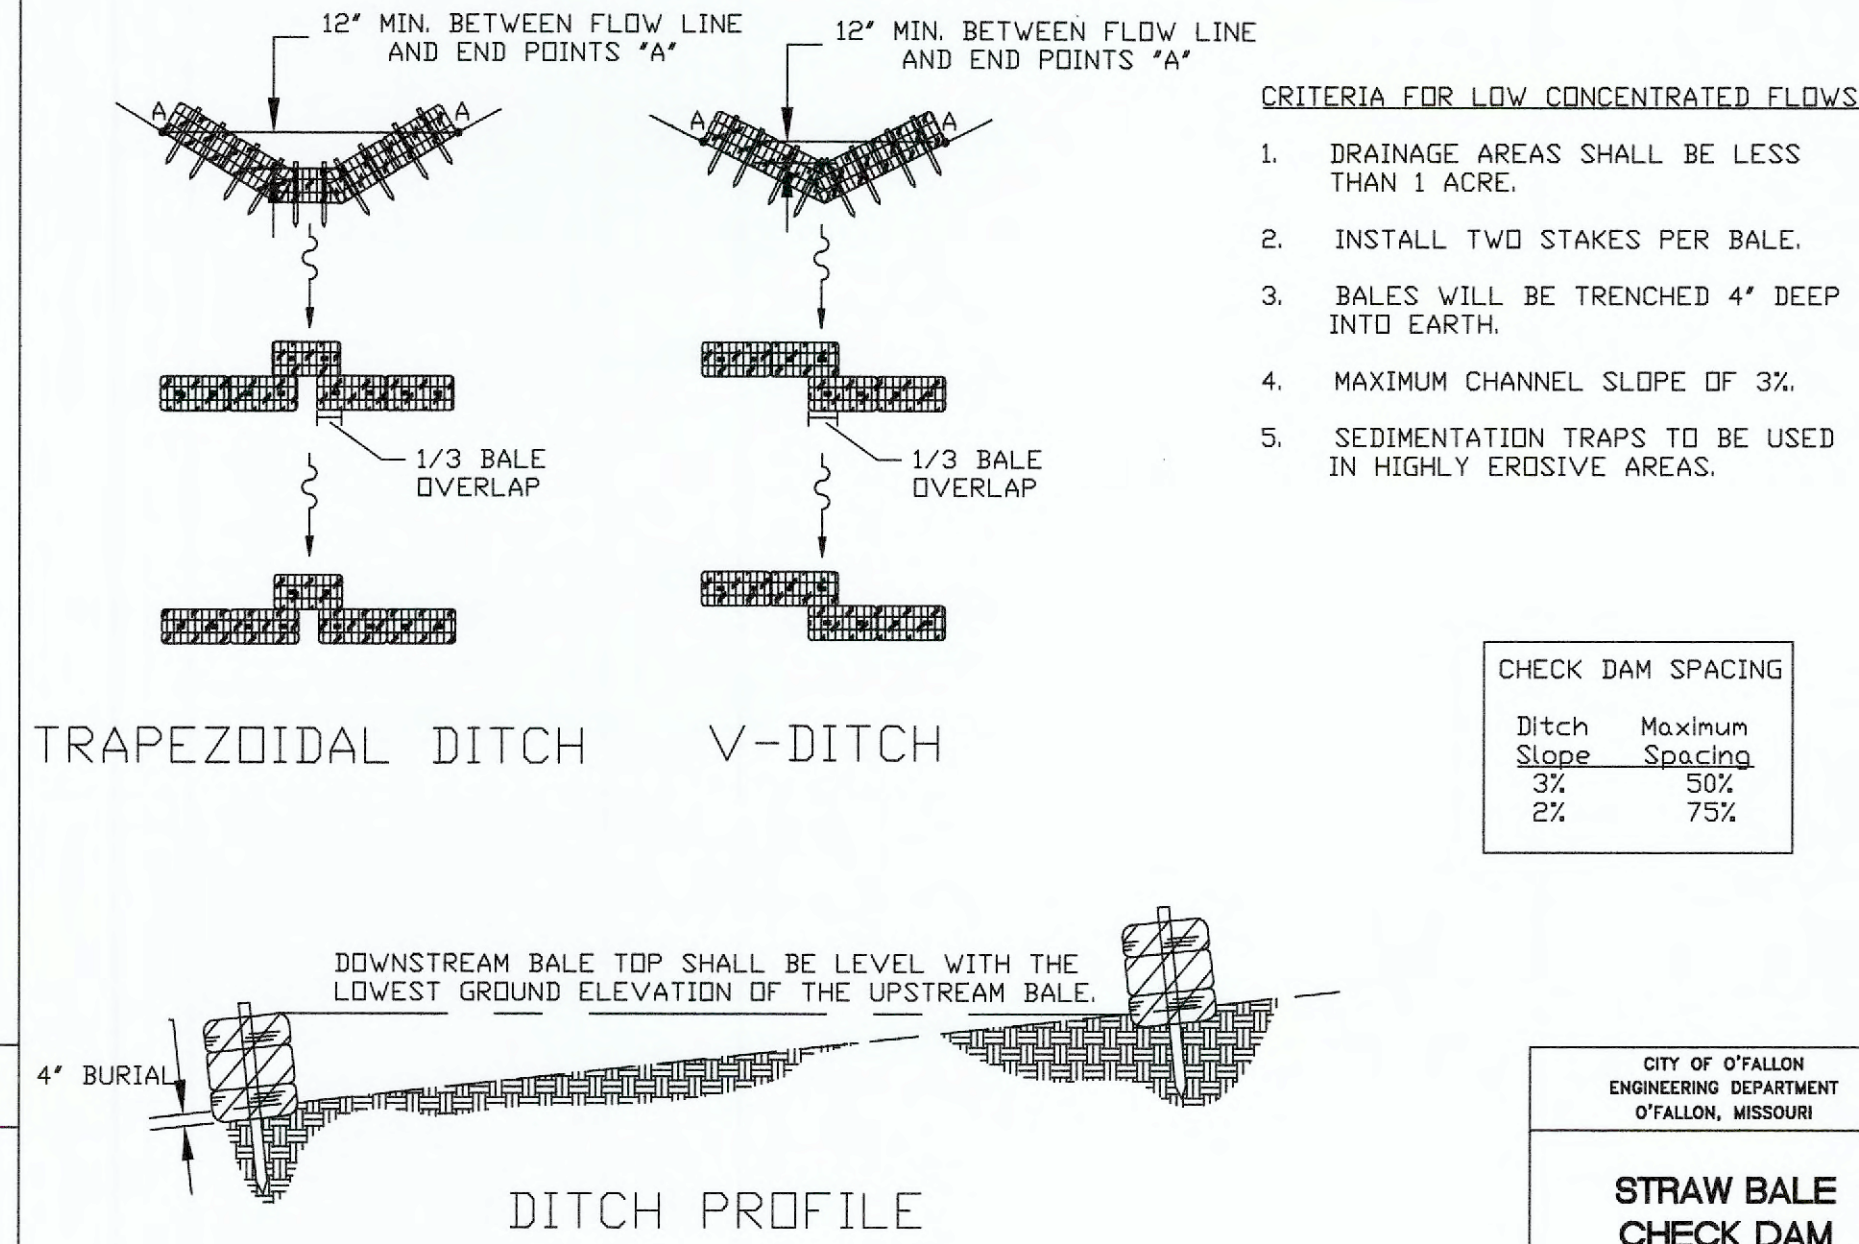 12" MIN. BETWEEN FLOW LINE
AND END POINTS "A"
12" MIN. BETWEEN FLOW LINE
AND END POINTS "A"
A
A
A
A
1/3 BALE
OVERLAP
1/3 BALE
OVERLAP
TRAPEZOIDAL DITCH
V-DITCH
CRITERIA FOR LOW CONCENTRATED FLOWS
1. DRAINAGE AREAS SHALL BE LESS
THAN 1 ACRE.
2. INSTALL TWO STAKES PER BALE.
3. BALES WILL BE TRENCHED 4" DEEP
INTO EARTH.
4. MAXIMUM CHANNEL SLOPE OF 3%.
5. SEDIMENTATION TRAPS TO BE USED
IN HIGHLY EROSIVE AREAS.
CHECK DAM SPACING
Ditch Maximum
Slope Spacing
3% 50%
2% 75%
DOWNSTREAM BALE TOP SHALL BE LEVEL WITH THE
LOWEST GROUND ELEVATION OF THE UPSTREAM BALE.
4" BURIAL
DITCH PROFILE
CITY OF O'FALLON
ENGINEERING DEPARTMENT
O'FALLON, MISSOURI
STRAW BALE
CHECK DAM